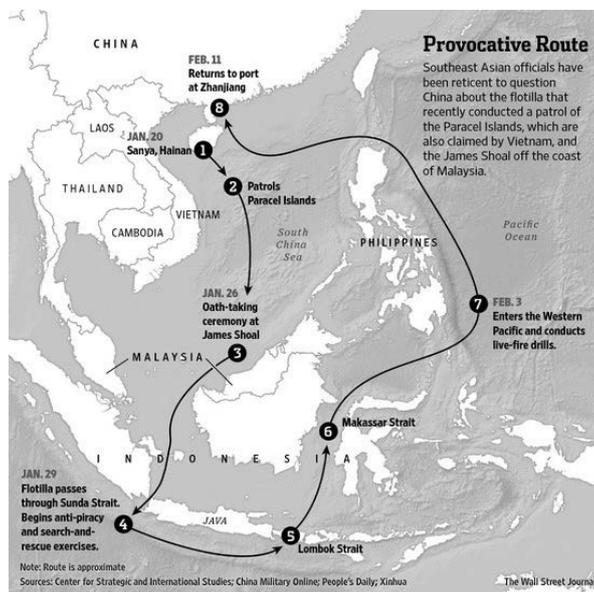 Provocative Route
Southeast Asian officials have
been reticent to question
China about the flotilla that
recently conducted a patrol of
the Paracel Islands, which are
also claimed by Vietnam, and
the James Shoal off the coast
of Malaysia.
CHINA
FEB. 11
Returns to port
at Zhanjiang
8
LAOS
JAN. 20
Sanya, Hainan
1
2
Patrols
Paracel Islands
THAILAND
VIETNAM
CAMBODIA
South
China
Sea
PHILIPPINES
Pacific
Ocean
JAN. 26
Oath-taking
ceremony at
James Shoal
3
7
FEB. 3
Enters the Western
Pacific and conducts
live-fire drills.
MALAYSIA
6
Makassar Strait
INDONESIA
JAN. 29
Flotilla passes
through Sunda Strait.
Begins anti-piracy
and search-and-
rescue exercises.
4
JAVA
5
Lombok Strait
Note: Route is approximate
Sources: Center for Strategic and International Studies; China Military Online; People's Daily; Xinhua
The Wall Street Journa